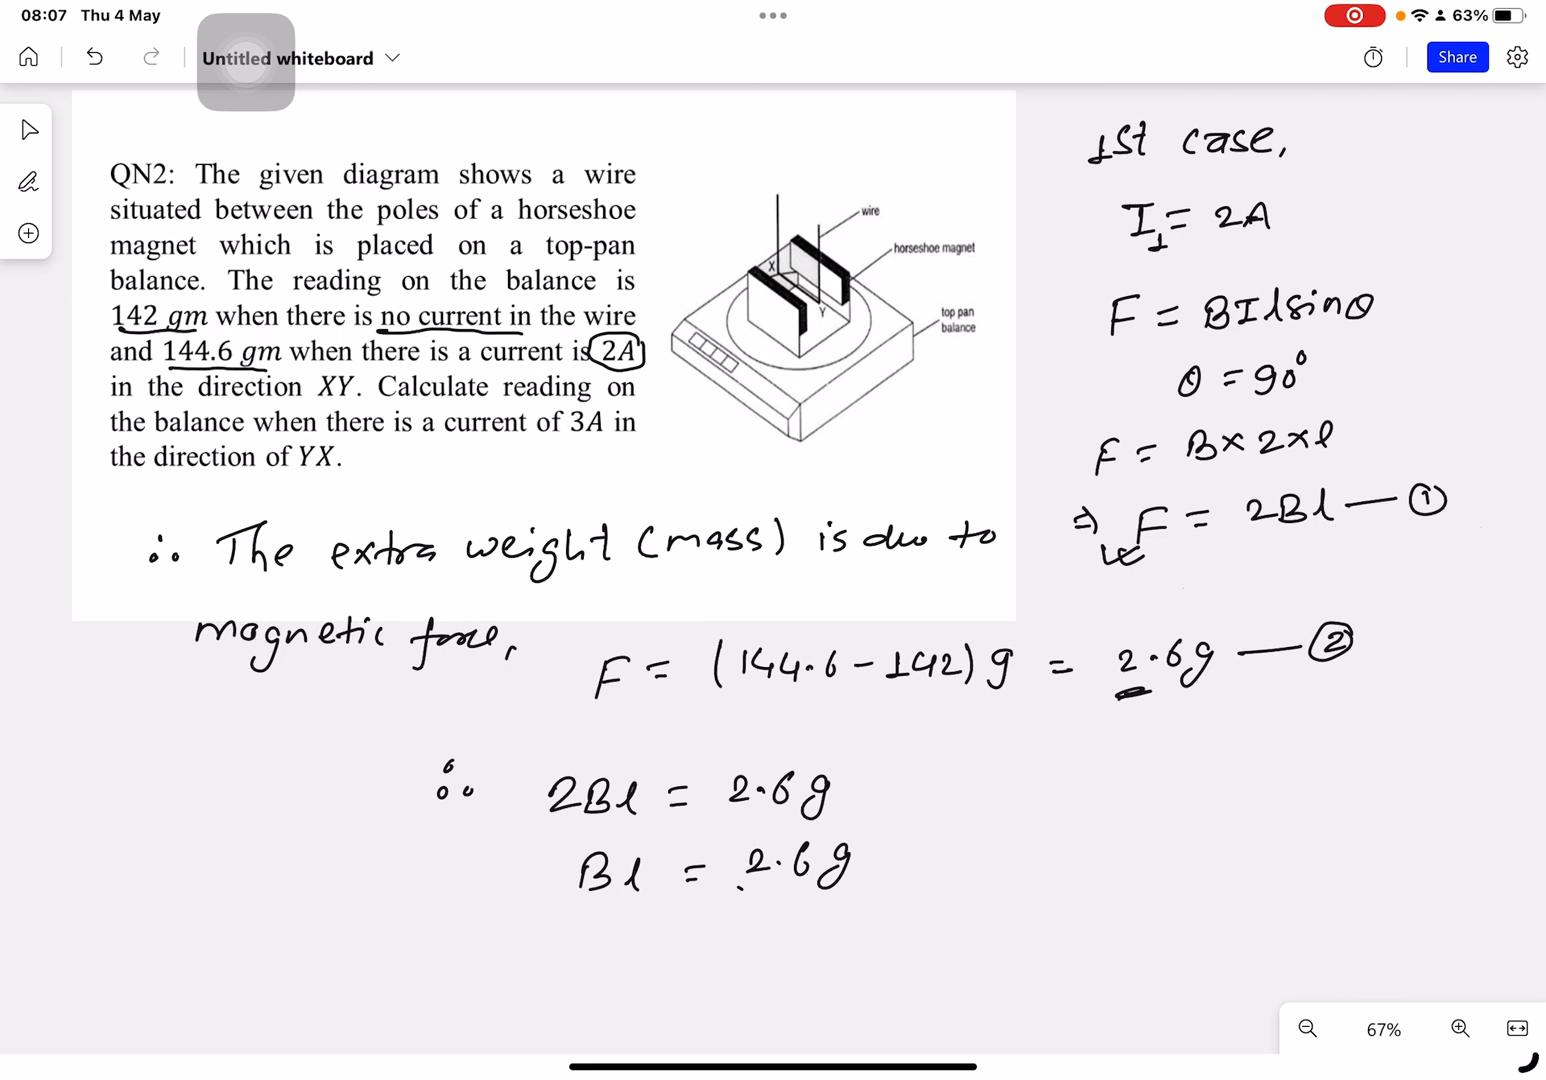 08:07 Thu 4 May
63%
Untitled whiteboard
Share
QN2: The given diagram shows a wire
situated between the poles of a horseshoe
magnet which is placed on a top-pan
balance. The reading on the balance is
142 gm when there is no current in the wire
and 144.6 gm when there is a current is 2A
in the direction XY. Calculate reading on
the balance when there is a current of 3A in
the direction of YX.
wire
horseshoe magnet
X
Y
top pan
balance
1st case,
I₁ = 2A
F = BIlsinθ
θ = 90°
F = B×2×l
⇒ F = 2Bl — ①
∴ The extra weight (mass) is due to
magnetic force,
F = (144.6 - 142) g = 2.6g — ②
∴ 2Bl = 2.6g
Bl = 2.6g
67%